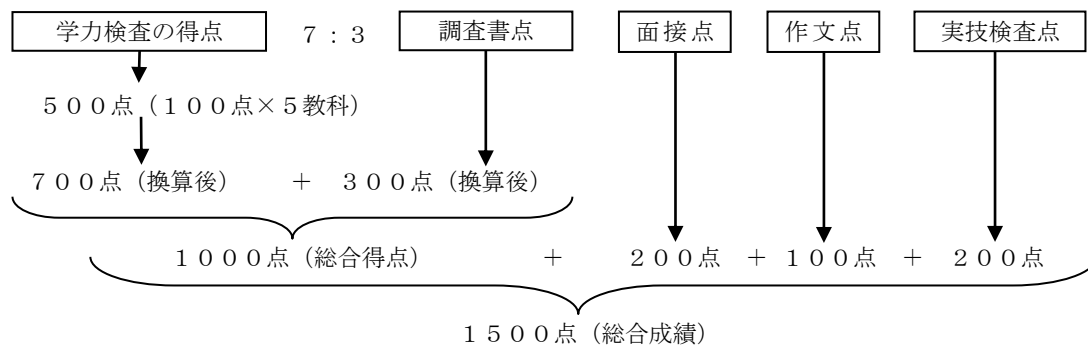 学力検査の得点 ７：３ 調査書点 面接点 作文点 実技検査点
５００点（１００点×５教科）
７００点（換算後） ＋ ３００点（換算後）
１０００点（総合得点） ＋ ２００点 ＋１００点 ＋ ２００点
１５００点（総合成績）